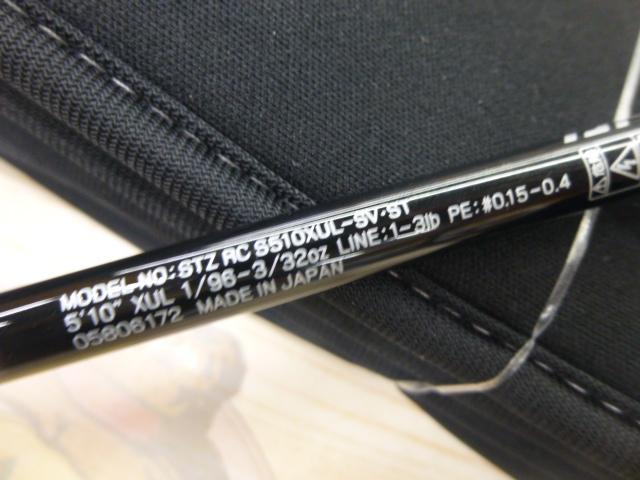 MODEL NO.:STZ RC S510XUL-SV·ST
5'10" XUL 1/96-3/32oz LINE:1-3lb PE:#0.15-0.4
05806172 MADE IN JAPAN